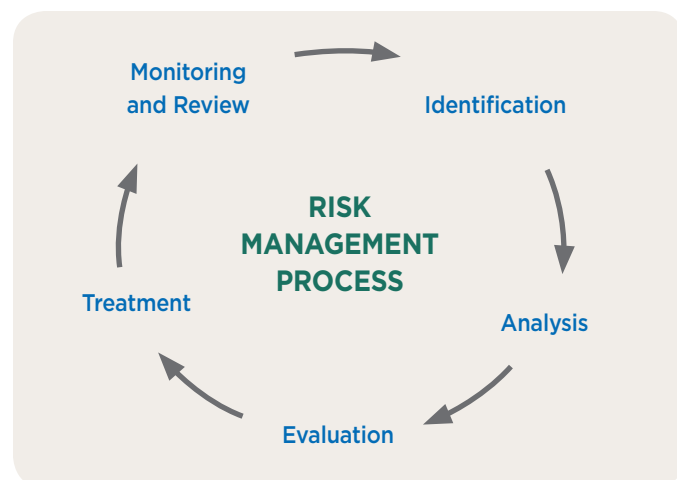 Monitoring
and Review
Identification
RISK
MANAGEMENT
PROCESS
Treatment
Analysis
Evaluation